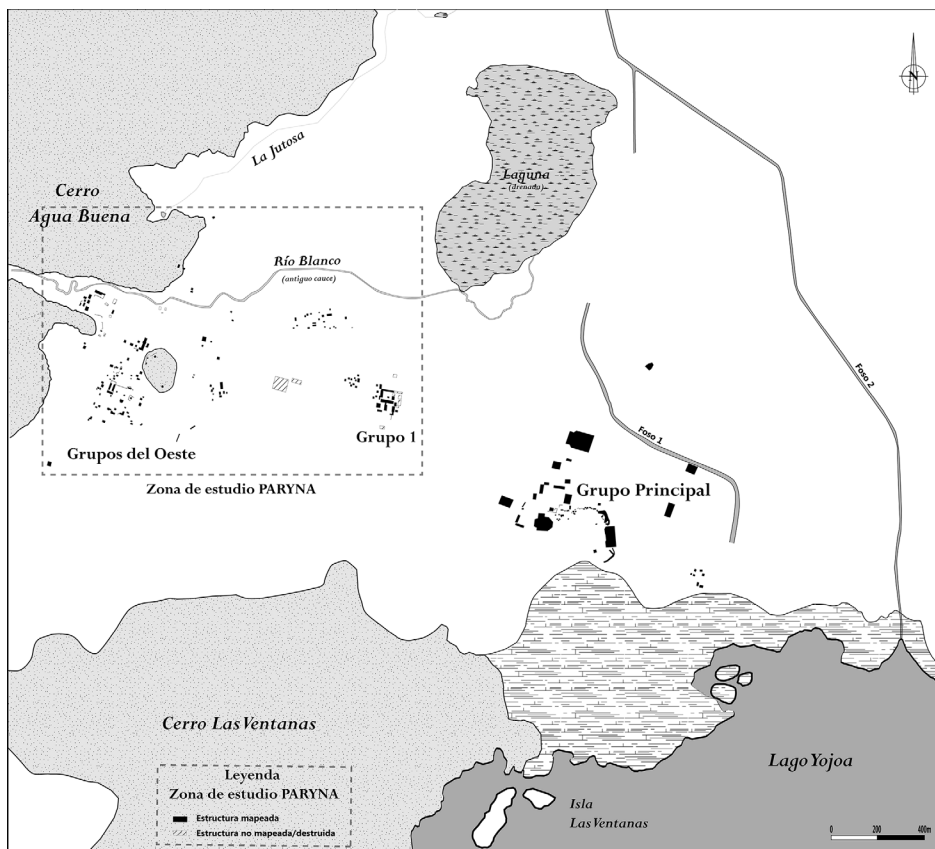 N
La Jutosa
Laguna
(drenada)
Cerro
Agua Buena
Río Blanco
(antiguo cauce)
Foso 2
Grupo 1
Foso 1
Grupos del Oeste
Zona de estudio PARYNA
Grupo Principal
Cerro Las Ventanas
Lago Yojoa
Leyenda
Zona de estudio PARYNA
Estructura mapeada
Estructura no mapeada/destruida
Isla
Las Ventanas
0 200 400m